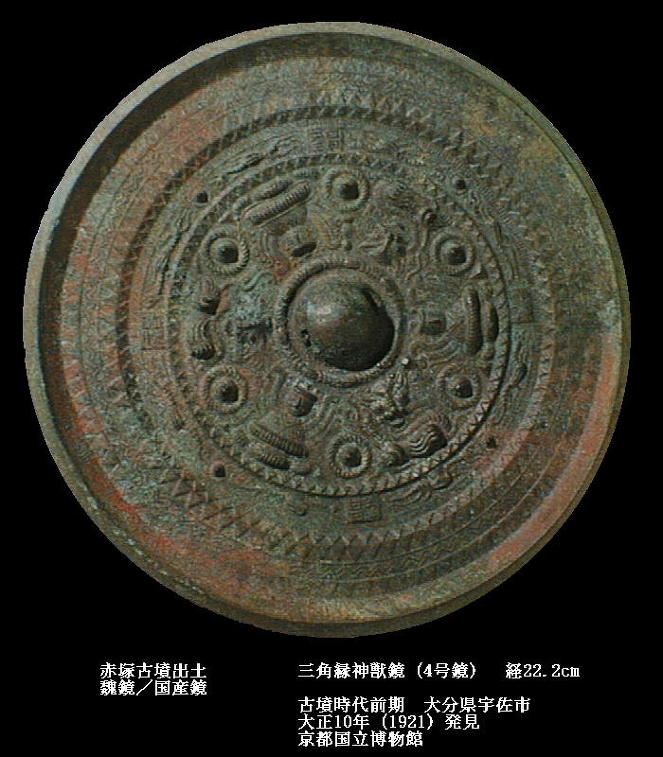 赤塚古墳出土
魏鏡／国産鏡
三角縁神獣鏡 (4号鏡) 経22.2cm
古墳時代前期 大分県宇佐市
大正10年 (1921) 発見
京都国立博物館